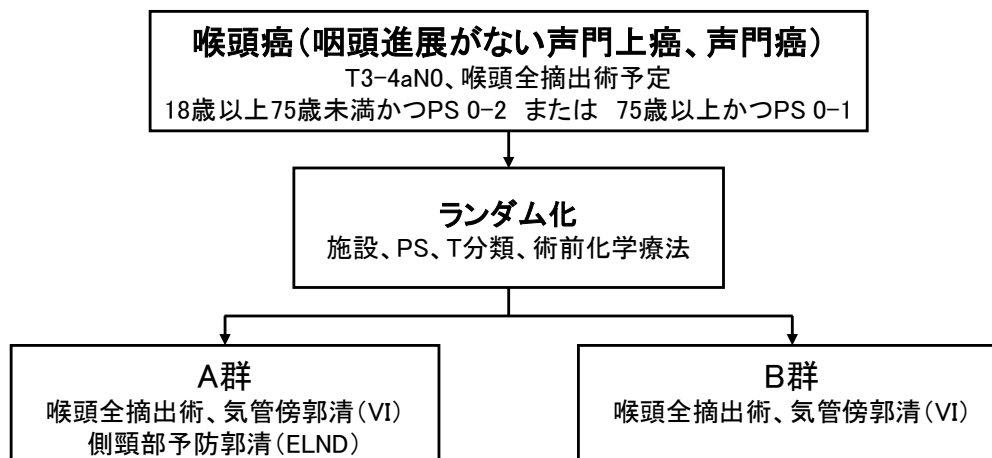 喉頭癌（咽頭進展がない声門上癌、声門癌）
T3-4aN0、喉頭全摘出術予定
18歳以上75歳未満かつPS 0-2 または 75歳以上かつPS 0-1
ランダム化
施設、PS、T分類、術前化学療法
A群
喉頭全摘出術、気管傍郭清（VI）
側頸部予防郭清（ELND）
B群
喉頭全摘出術、気管傍郭清（VI）